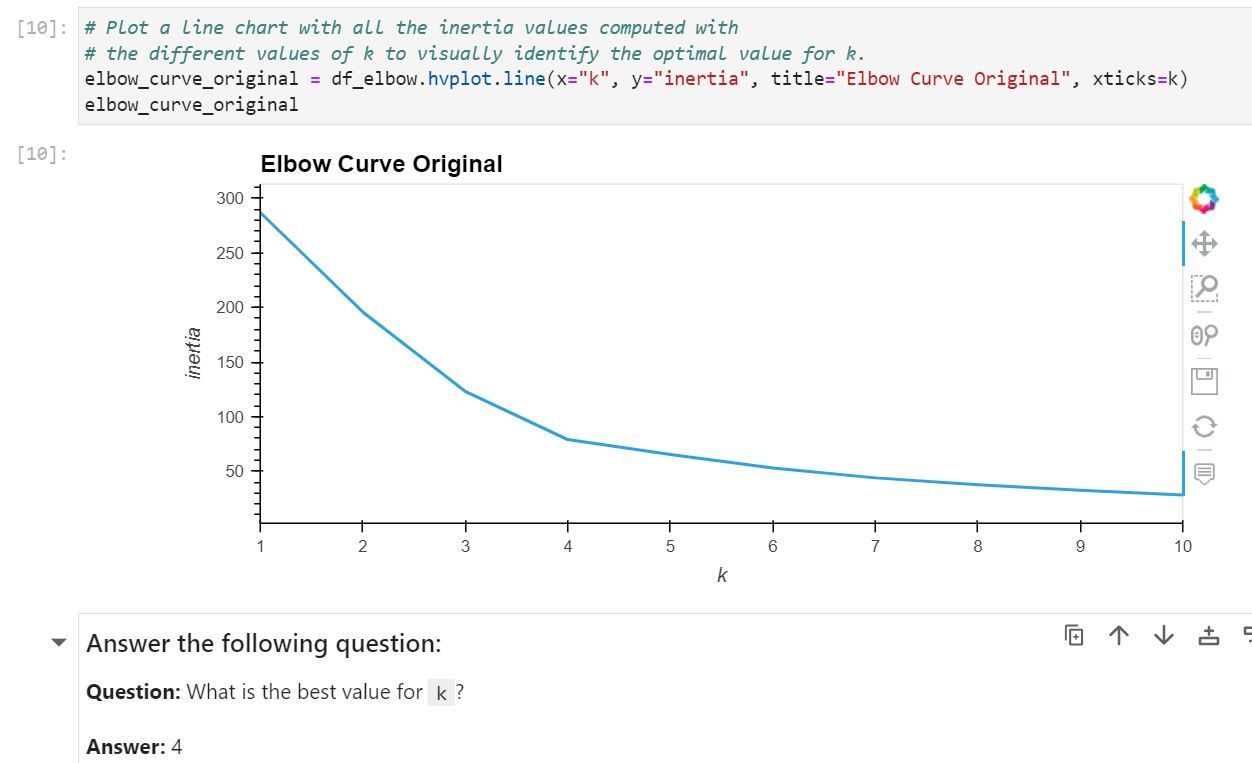 [10]: # Plot a line chart with all the inertia values computed with
# the different values of k to visually identify the optimal value for k.
elbow_curve_original = df_elbow.hvplot.line(x="k", y="inertia", title="Elbow Curve Original", xticks=k)
elbow_curve_original
[10]:
Elbow Curve Original
300
250
200
150
100
50
inertia
1 2 3 4 5 6 7 8 9 10
k
Answer the following question:
Question: What is the best value for k?
Answer: 4